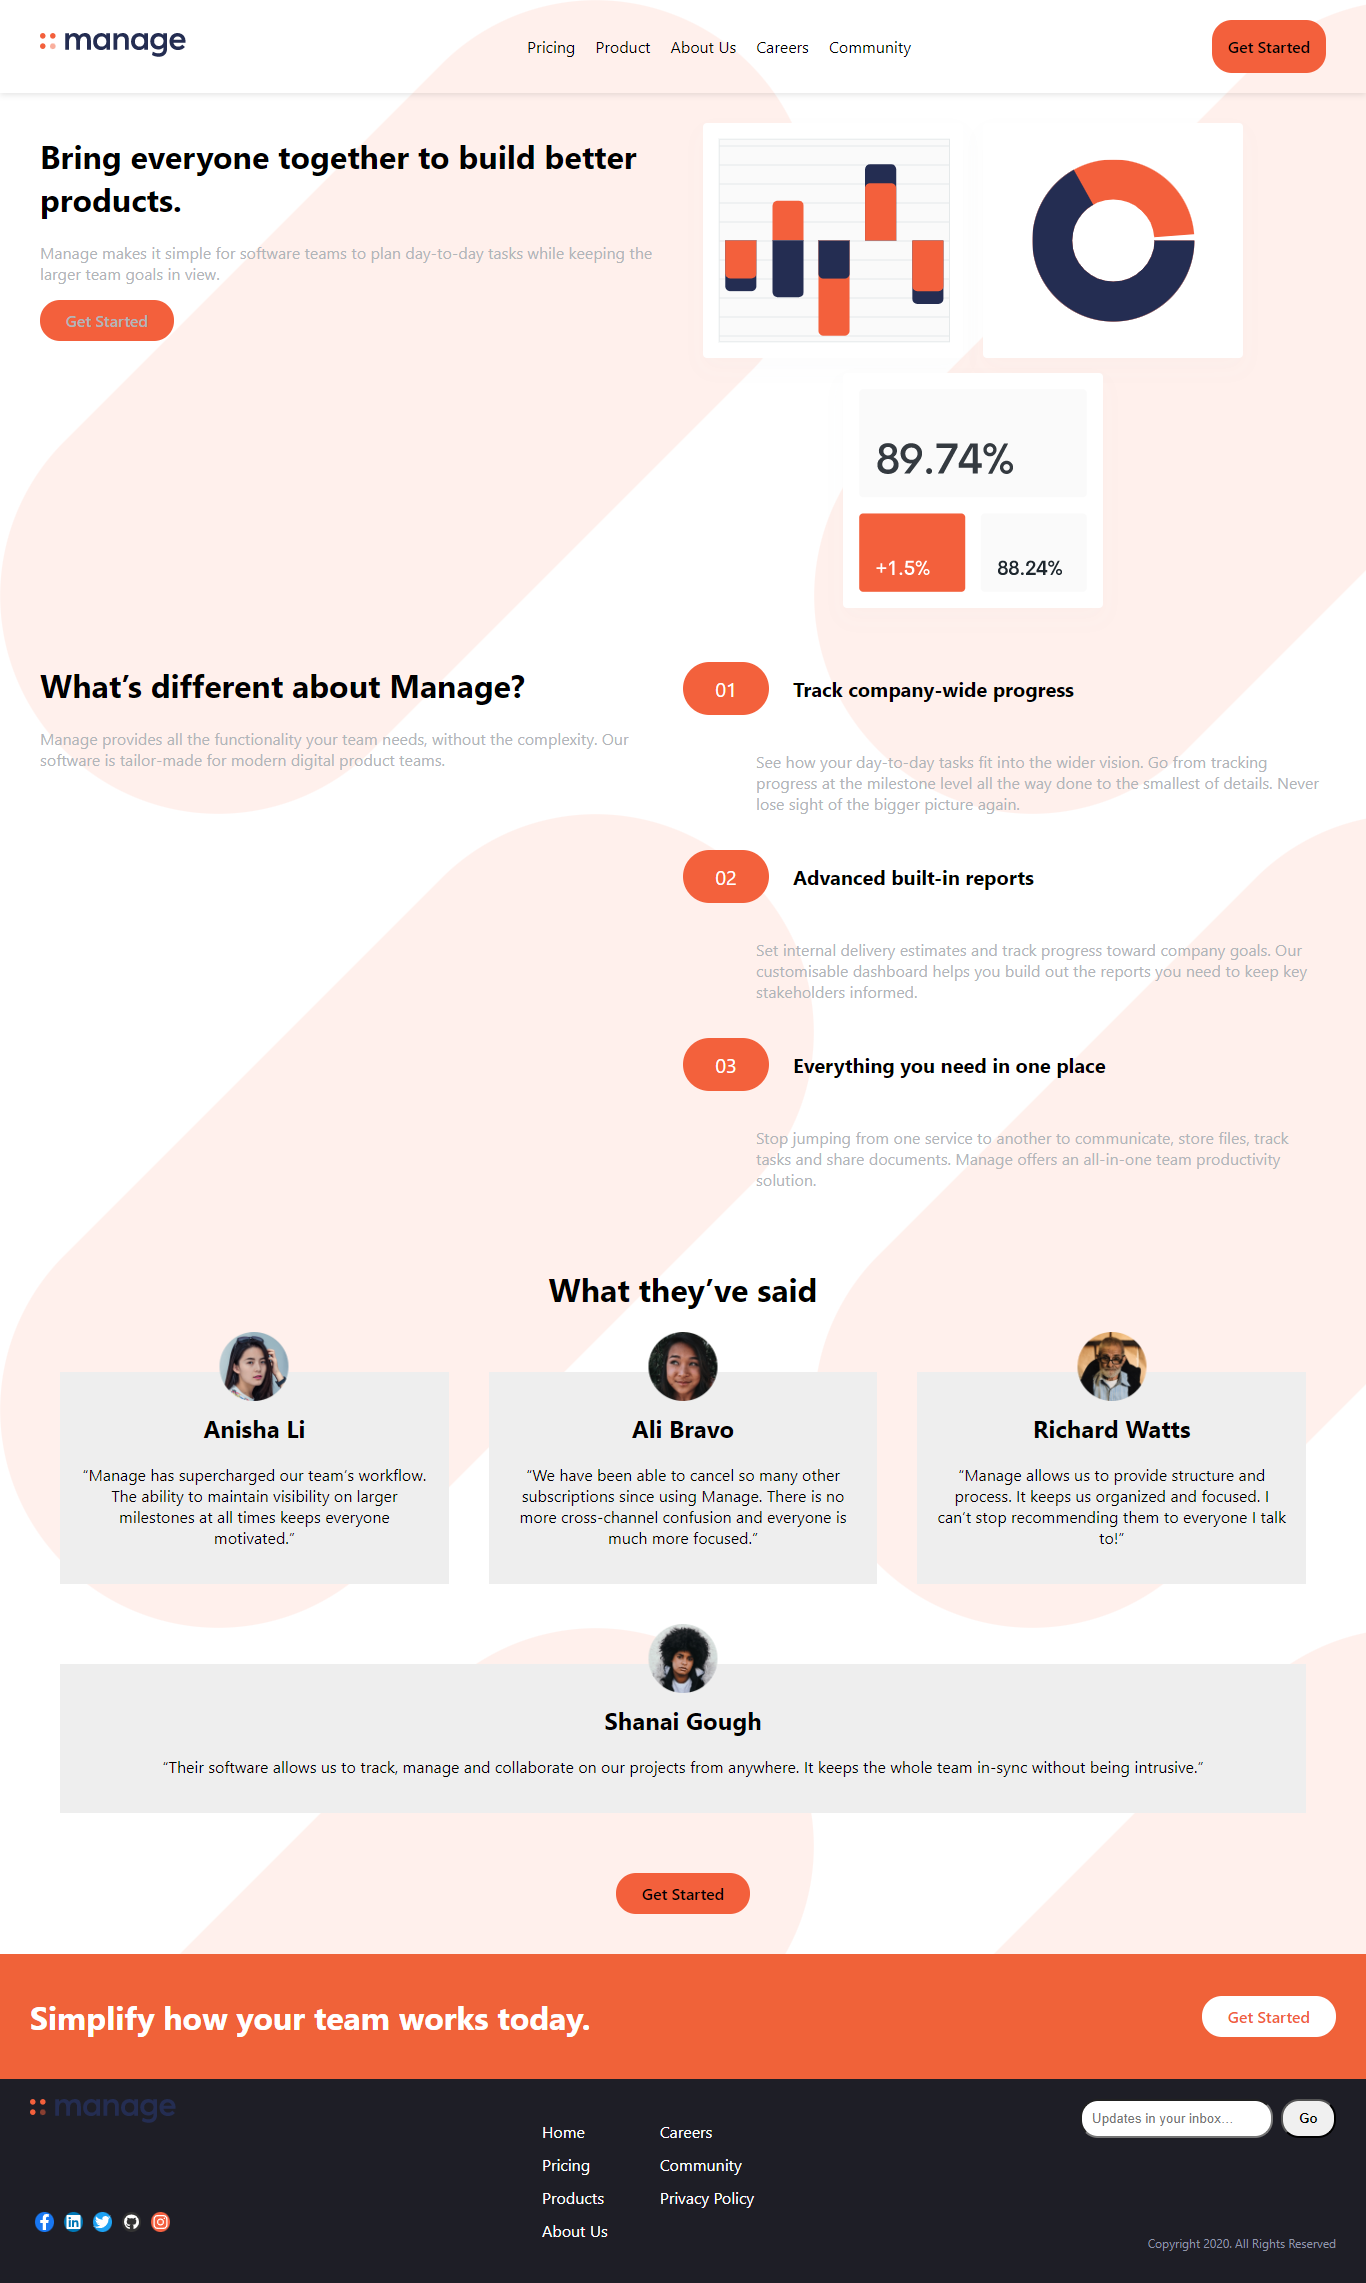 manage
Pricing Product About Us Careers Community
Get Started
Bring everyone together to build better
products.
Manage makes it simple for software teams to plan day-to-day tasks while keeping the
larger team goals in view.
Get Started
89.74%
+1.5%
88.24%
What’s different about Manage?
Manage provides all the functionality your team needs, without the complexity. Our
software is tailor-made for modern digital product teams.
01 Track company-wide progress
See how your day-to-day tasks fit into the wider vision. Go from tracking
progress at the milestone level all the way done to the smallest of details. Never
lose sight of the bigger picture again.
02 Advanced built-in reports
Set internal delivery estimates and track progress toward company goals. Our
customisable dashboard helps you build out the reports you need to keep key
stakeholders informed.
03 Everything you need in one place
Stop jumping from one service to another to communicate, store files, track
tasks and share documents. Manage offers an all-in-one team productivity
solution.
What they’ve said
Anisha Li
“Manage has supercharged our team’s workflow.
The ability to maintain visibility on larger
milestones at all times keeps everyone
motivated.”
Ali Bravo
“We have been able to cancel so many other
subscriptions since using Manage. There is no
more cross-channel confusion and everyone is
much more focused.”
Richard Watts
“Manage allows us to provide structure and
process. It keeps us organized and focused. I
can’t stop recommending them to everyone I talk
to!”
Shanai Gough
“Their software allows us to track, manage and collaborate on our projects from anywhere. It keeps the whole team in-sync without being intrusive.”
Get Started
Simplify how your team works today.
Get Started
manage
Home
Pricing
Products
About Us
Careers
Community
Privacy Policy
Updates in your inbox...
Go
Copyright 2020. All Rights Reserved